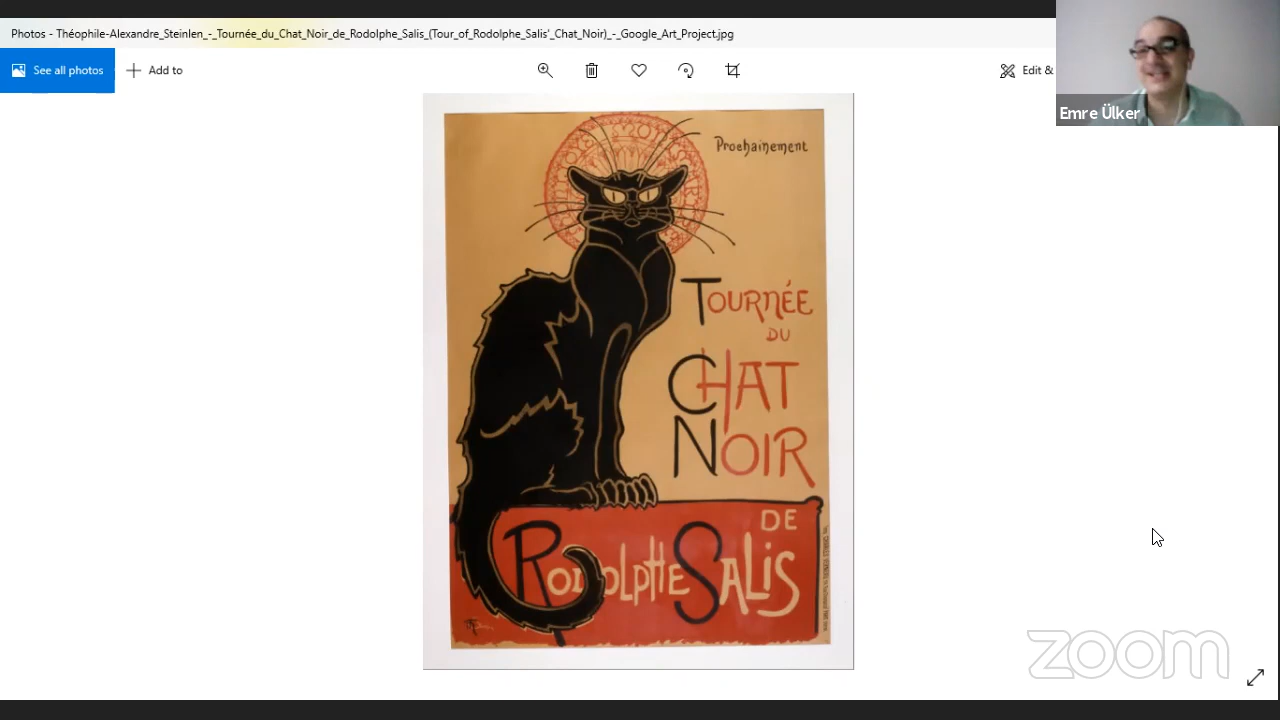 Photos - Théophile-Alexandre_Steinlen_-_Tournée_du_Chat_Noir_de_Rodolphe_Salis_(Tour_of_Rodolphe_Salis'_Chat_Noir)_-_Google_Art_Project.jpg
See all photos
Add to
Edit &
Emre Ülker
Prochainement
TOURNÉE
DU
CHAT
NOIR
DE
RODOLPHE SALIS
zoom